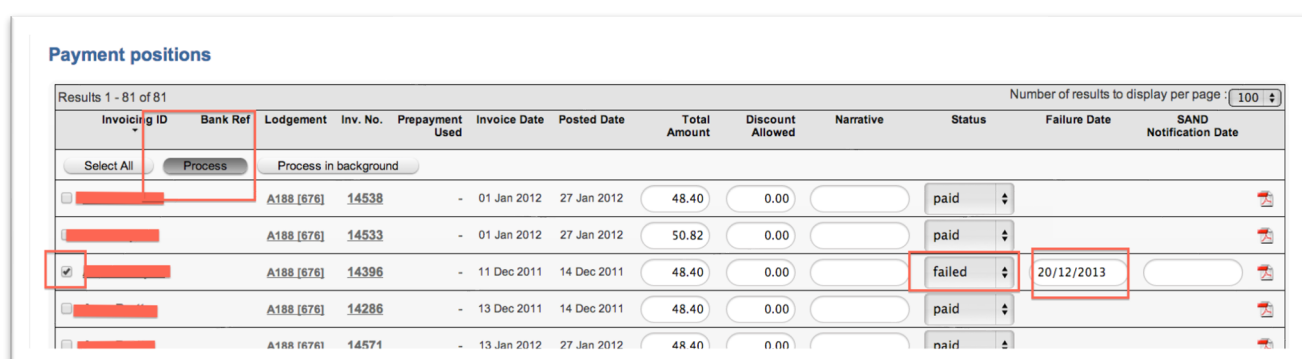 Payment positions
Results 1 - 81 of 81 Number of results to display per page : 100
Invoicing ID Bank Ref Lodgement Inv. No. Prepayment Used Invoice Date Posted Date Total Amount Discount Allowed Narrative Status Failure Date SAND Notification Date
Select All Process Process in background
A188 [676] 14538 - 01 Jan 2012 27 Jan 2012 48.40 0.00 paid
A188 [676] 14533 - 01 Jan 2012 27 Jan 2012 50.82 0.00 paid
A188 [676] 14396 - 11 Dec 2011 14 Dec 2011 48.40 0.00 failed 20/12/2013
A188 [676] 14286 - 13 Dec 2011 14 Dec 2011 48.40 0.00 paid
A188 [676] 14571 - 13 Jan 2012 27 Jan 2012 48.40 0.00 paid